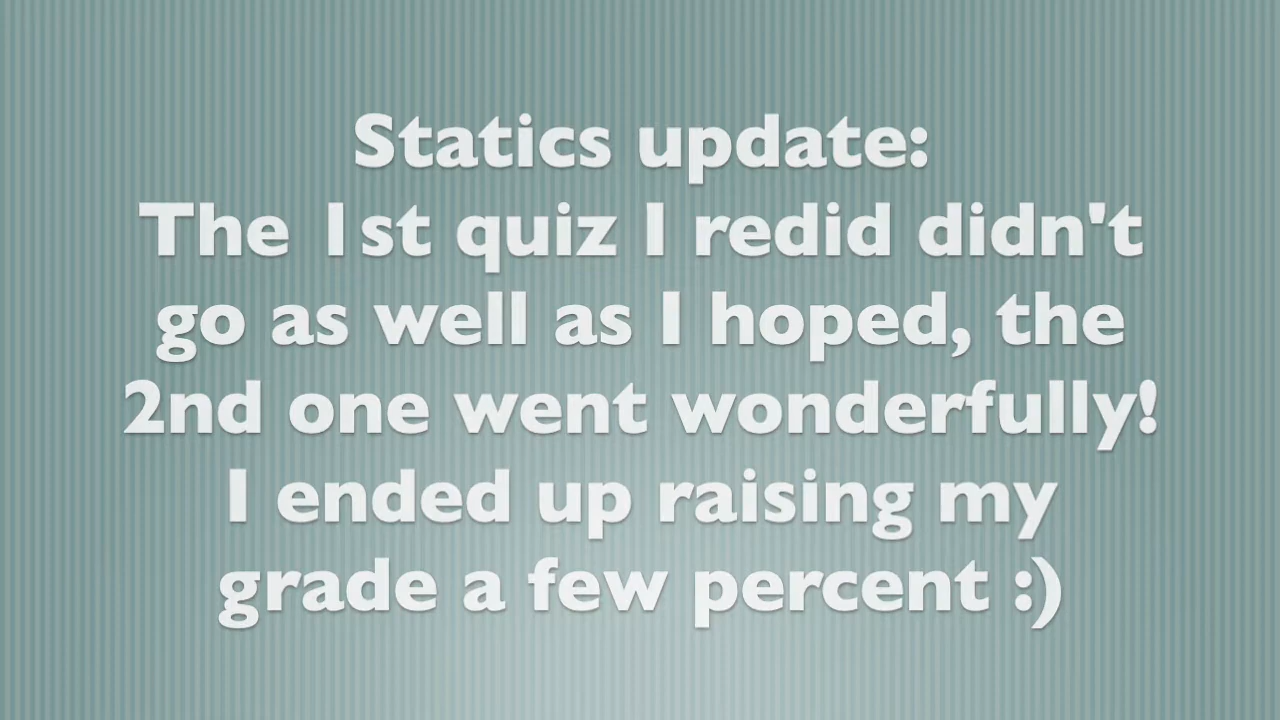 Statics update:
The 1st quiz I redid didn't
go as well as I hoped, the
2nd one went wonderfully!
I ended up raising my
grade a few percent :)